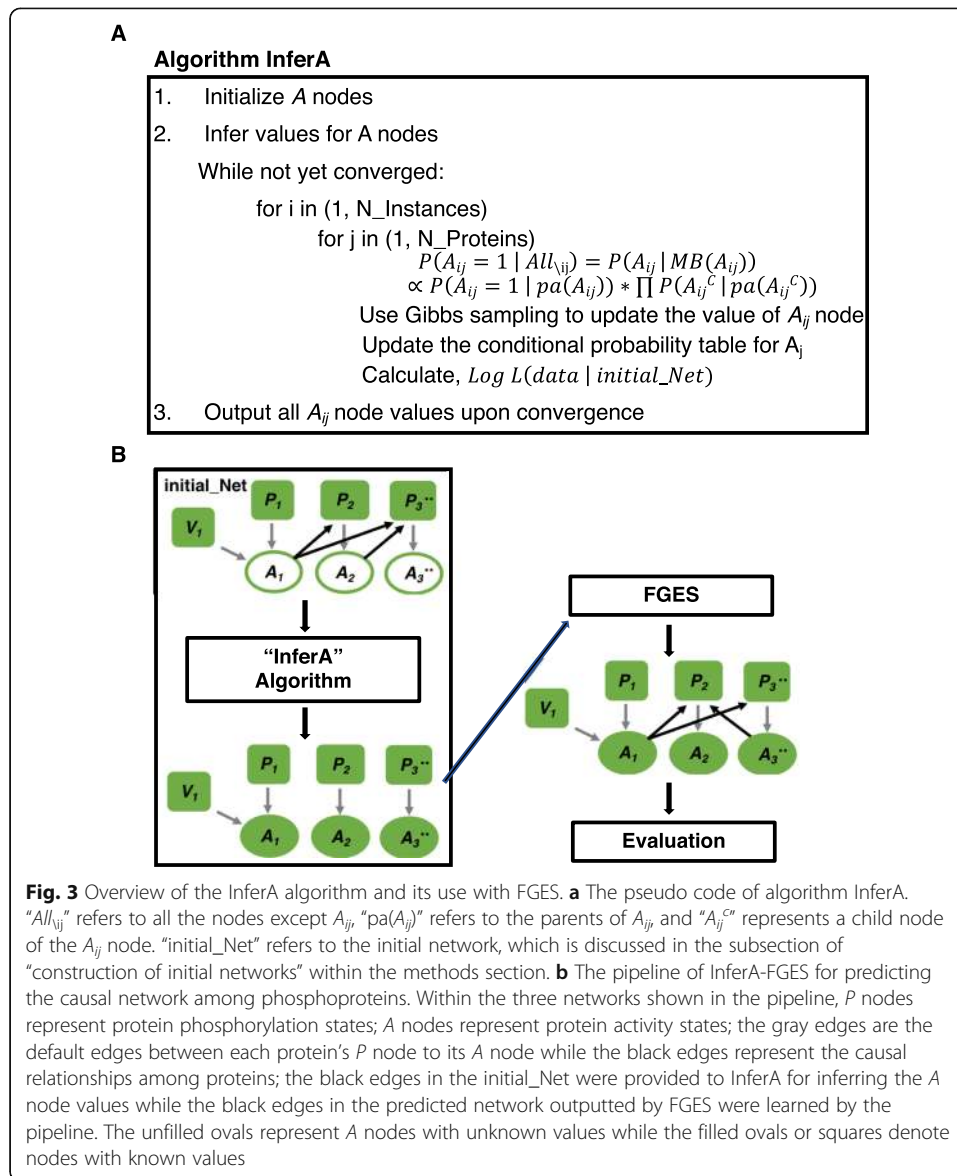 A
Algorithm InferA
1. Initialize A nodes
2. Infer values for A nodes
While not yet converged:
for i in (1, N_Instances)
for j in (1, N_Proteins)
P(A_ij = 1 | All_\ij) = P(A_ij | MB(A_ij))
∝ P(A_ij = 1 | pa(A_ij)) * ∏ P(A_ij^C | pa(A_ij^C))
Use Gibbs sampling to update the value of A_ij node
Update the conditional probability table for A_j
Calculate, Log L(data | initial_Net)
3. Output all A_ij node values upon convergence
B
initial_Net
P1 P2 P3··
V1
A1 A2 A3··
"InferA"
Algorithm
P1 P2 P3··
V1
A1 A2 A3··
FGES
P1 P2 P3··
V1
A1 A2 A3··
Evaluation
Fig. 3 Overview of the InferA algorithm and its use with FGES. a The pseudo code of algorithm InferA.
"All_\ij" refers to all the nodes except A_ij, "pa(A_ij)" refers to the parents of A_ij, and "A_ij^C" represents a child node
of the A_ij node. "initial_Net" refers to the initial network, which is discussed in the subsection of
"construction of initial networks" within the methods section. b The pipeline of InferA-FGES for predicting
the causal network among phosphoproteins. Within the three networks shown in the pipeline, P nodes
represent protein phosphorylation states; A nodes represent protein activity states; the gray edges are the
default edges between each protein's P node to its A node while the black edges represent the causal
relationships among proteins; the black edges in the initial_Net were provided to InferA for inferring the A
node values while the black edges in the predicted network outputted by FGES were learned by the
pipeline. The unfilled ovals represent A nodes with unknown values while the filled ovals or squares denote
nodes with known values